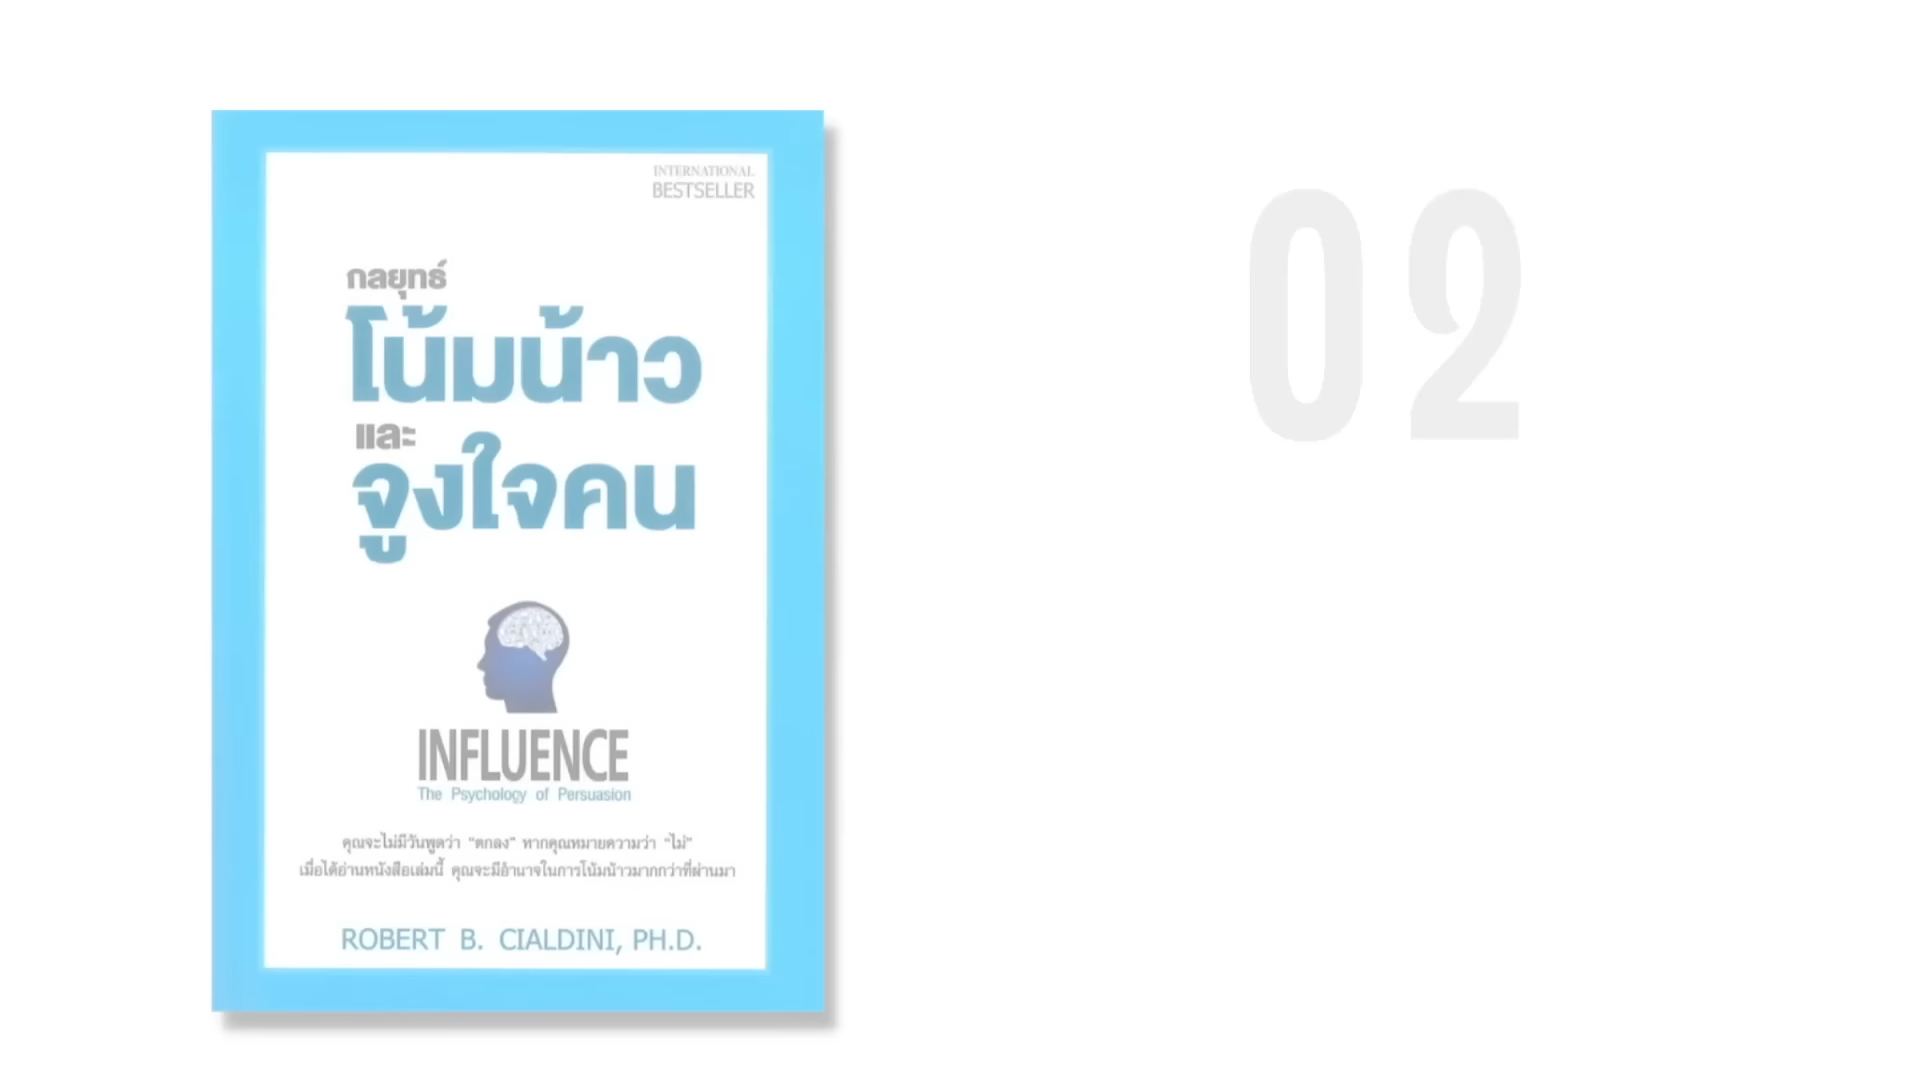 INTERNATIONAL
BESTSELLER
กลยุทธ์
โน้มน้าว
และ
จูงใจคน
INFLUENCE
The Psychology of Persuasion
คุณจะไม่มีวันพูดว่า "ตกลง" หากคุณหมายความว่า "ไม่"
เมื่อได้อ่านหนังสือเล่มนี้ คุณจะมีอำนาจในการโน้มน้าวมากกว่าที่ผ่านมา
ROBERT B. CIALDINI, PH.D.
02